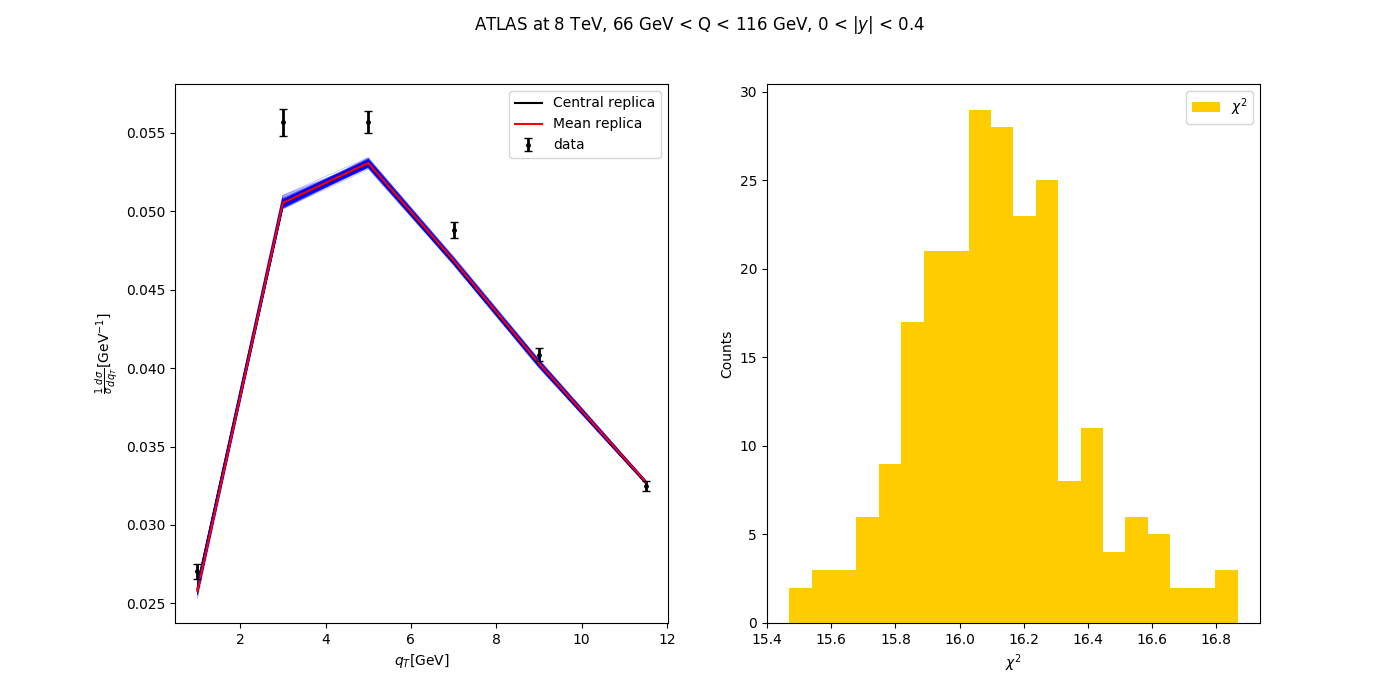 ATLAS at 8 TeV, 66 GeV < Q < 116 GeV, 0 < |y| < 0.4
Central replica
Mean replica
data
0.055
0.050
0.045
0.040
0.035
0.030
0.025
1/σ dσ/dq_T [GeV⁻¹]
2 4 6 8 10 12
q_T [GeV]
χ²
30
25
20
15
10
5
0
Counts
15.4 15.6 15.8 16.0 16.2 16.4 16.6 16.8
χ²